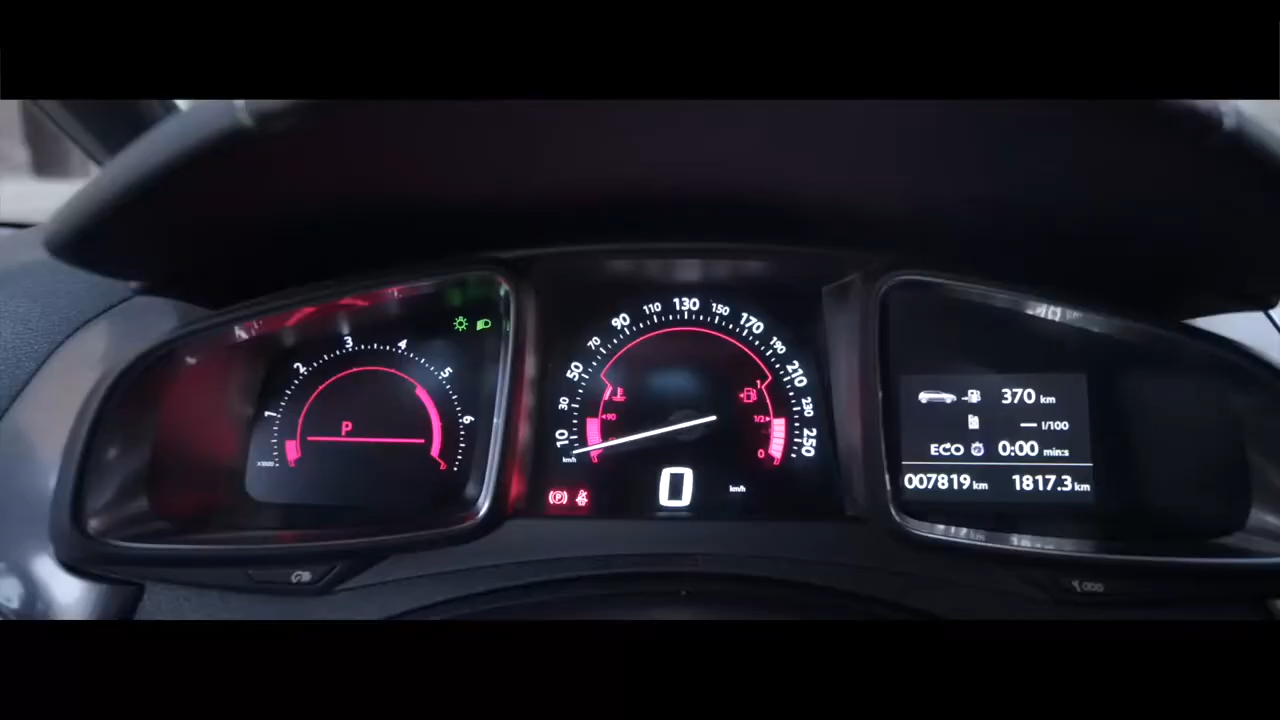 1 2 3 4 5 6
x1000
P
10 30 50 70 90 110 130 150 170 190 210 230 250
km/h
90
1
1/2
0
(P)
0 km/h
370 km
— l/100
ECO 0:00 min:s
007819 km 1817.3 km